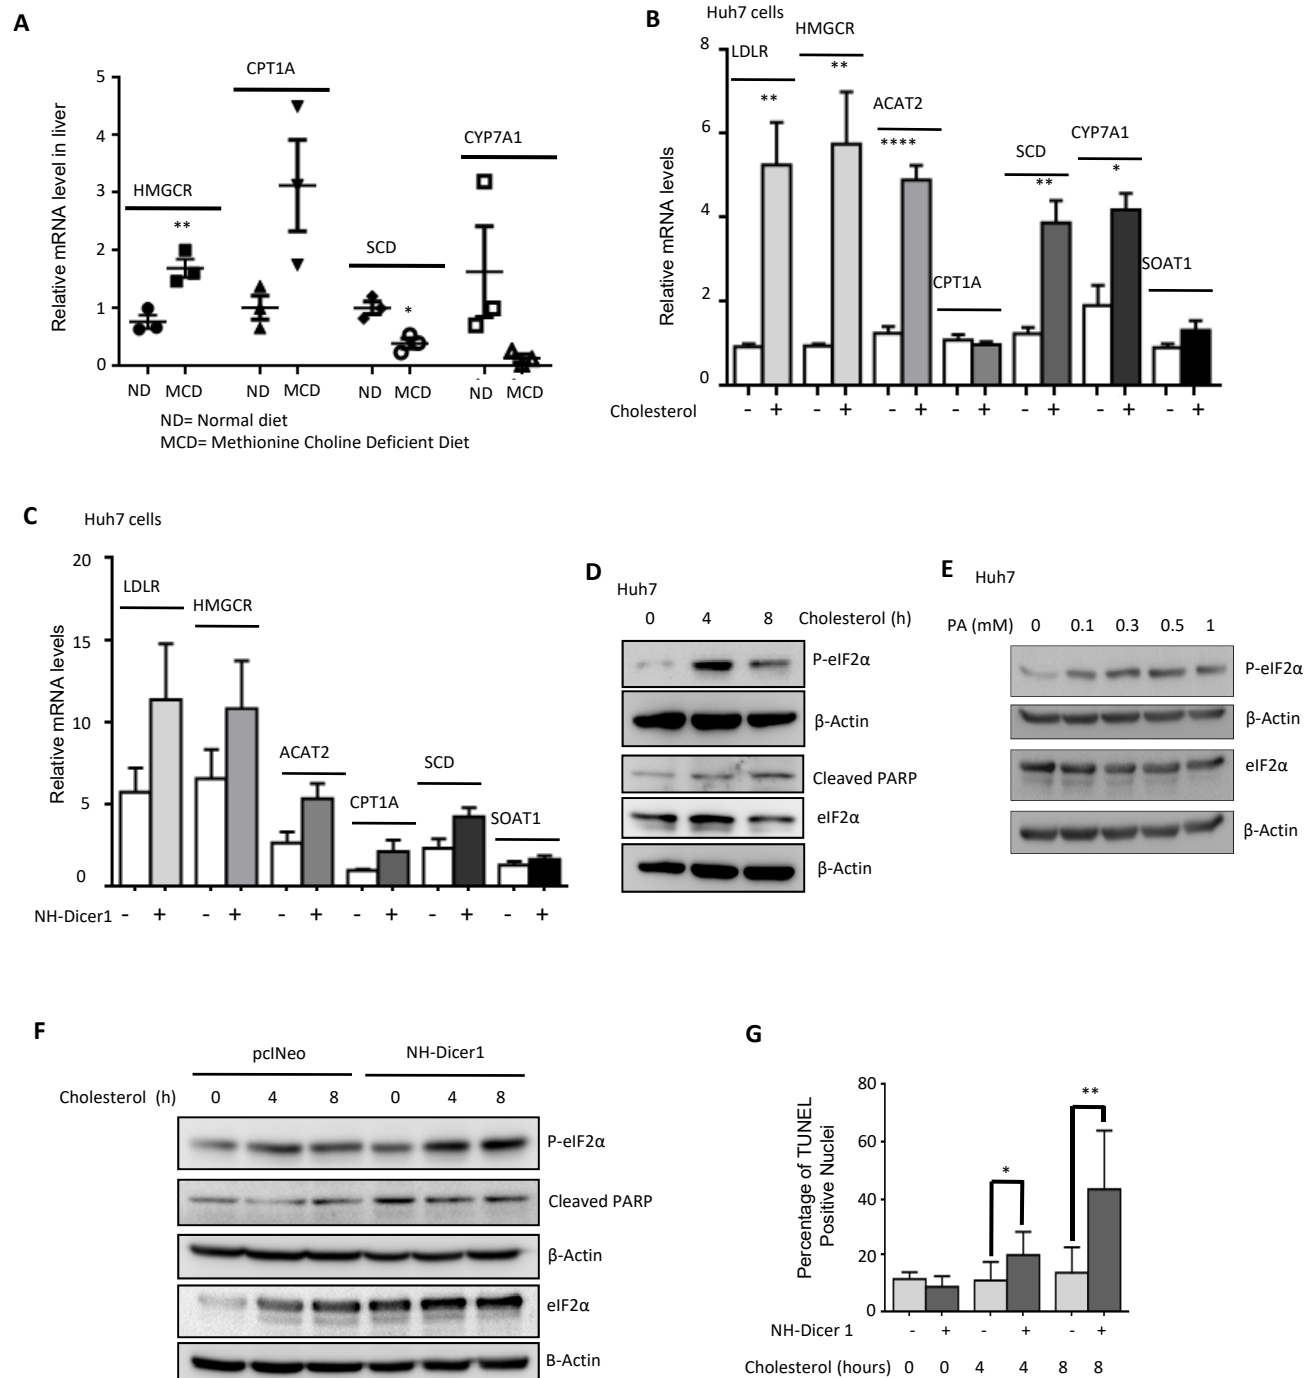 A
Relative mRNA level in liver
5
4
3
2
1
0
HMGCR
**
CPT1A
SCD
*
CYP7A1
ND MCD ND MCD ND MCD ND MCD
ND= Normal diet
MCD= Methionine Choline Deficient Diet
B
Huh7 cells
Relative mRNA levels
8
6
4
2
0
LDLR
**
HMGCR
**
ACAT2
****
CPT1A
SCD
**
CYP7A1
*
SOAT1
Cholesterol - + - + - + - + - + - + - +
C
Huh7 cells
Relative mRNA levels
20
15
10
5
0
LDLR
HMGCR
ACAT2
CPT1A
SCD
SOAT1
NH-Dicer1 - + - + - + - + - + - +
D
Huh7
0 4 8 Cholesterol (h)
P-eIF2α
β-Actin
Cleaved PARP
eIF2α
β-Actin
E
Huh7
PA (mM) 0 0.1 0.3 0.5 1
P-eIF2α
β-Actin
eIF2α
β-Actin
F
pcINeo NH-Dicer1
Cholesterol (h) 0 4 8 0 4 8
P-eIF2α
Cleaved PARP
β-Actin
eIF2α
B-Actin
G
Percentage of TUNEL
Positive Nuclei
80
60
40
20
0
*
**
NH-Dicer 1 - + - + - +
Cholesterol (hours) 0 0 4 4 8 8